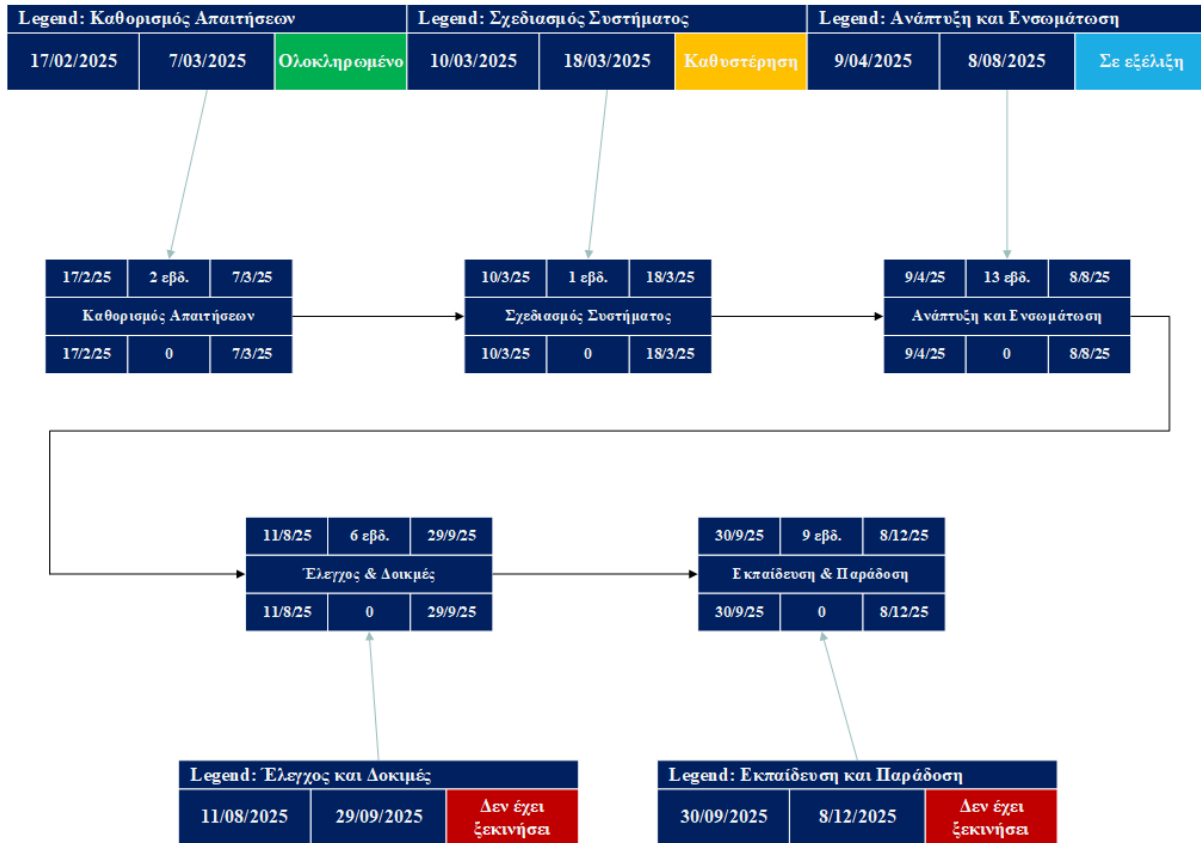 Legend: Καθορισμός Απαιτήσεων
17/02/2025 7/03/2025 Ολοκληρωμένο
Legend: Σχεδιασμός Συστήματος
10/03/2025 18/03/2025 Καθυστέρηση
Legend: Ανάπτυξη και Ενσωμάτωση
9/04/2025 8/08/2025 Σε εξέλιξη
17/2/25 2 εβδ. 7/3/25
Καθορισμός Απαιτήσεων
17/2/25 0 7/3/25
10/3/25 1 εβδ. 18/3/25
Σχεδιασμός Συστήματος
10/3/25 0 18/3/25
9/4/25 13 εβδ. 8/8/25
Ανάπτυξη και Ενσωμάτωση
9/4/25 0 8/8/25
11/8/25 6 εβδ. 29/9/25
Έλεγχος & Δοικμές
11/8/25 0 29/9/25
30/9/25 9 εβδ. 8/12/25
Εκπαίδευση & Παράδοση
30/9/25 0 8/12/25
Legend: Έλεγχος και Δοκιμές
11/08/2025 29/09/2025 Δεν έχει
ξεκινήσει
Legend: Εκπαίδευση και Παράδοση
30/09/2025 8/12/2025 Δεν έχει
ξεκινήσει